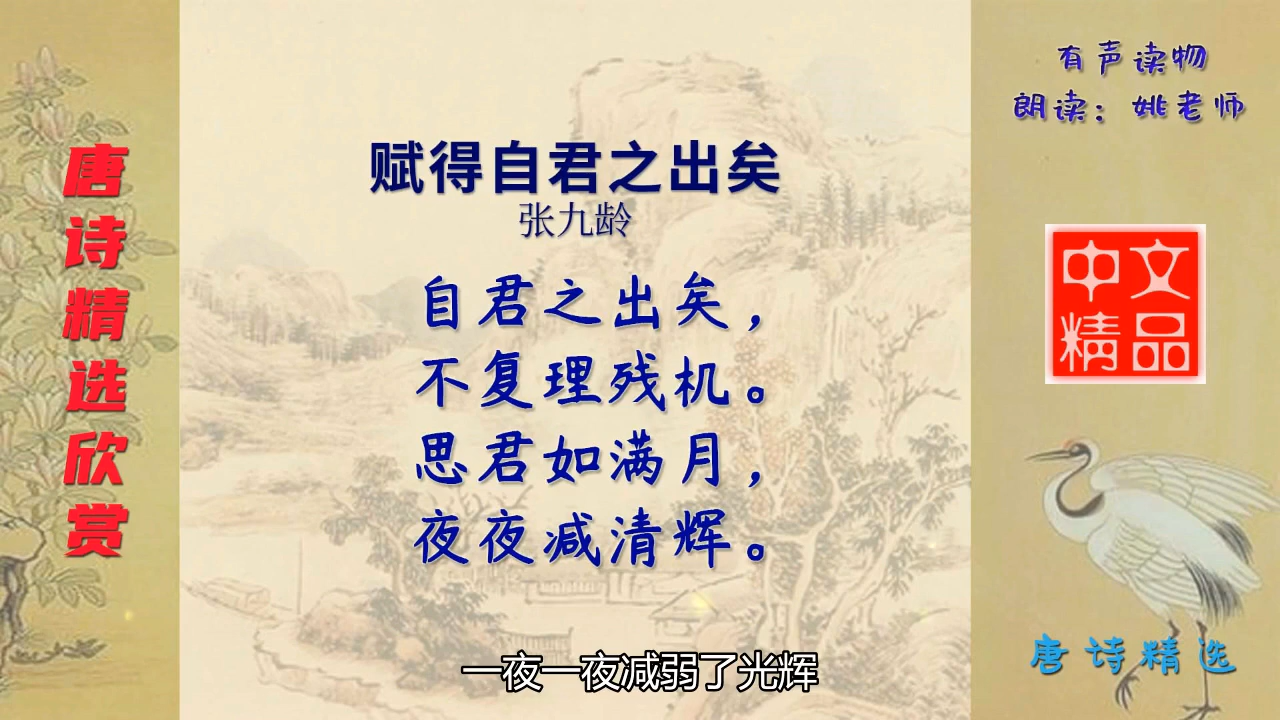 唐诗精选欣赏
赋得自君之出矣
张九龄
自君之出矣，
不复理残机。
思君如满月，
夜夜减清辉。
一夜一夜减弱了光辉
有声读物
朗读：姚老师
中文
精品
唐诗精选